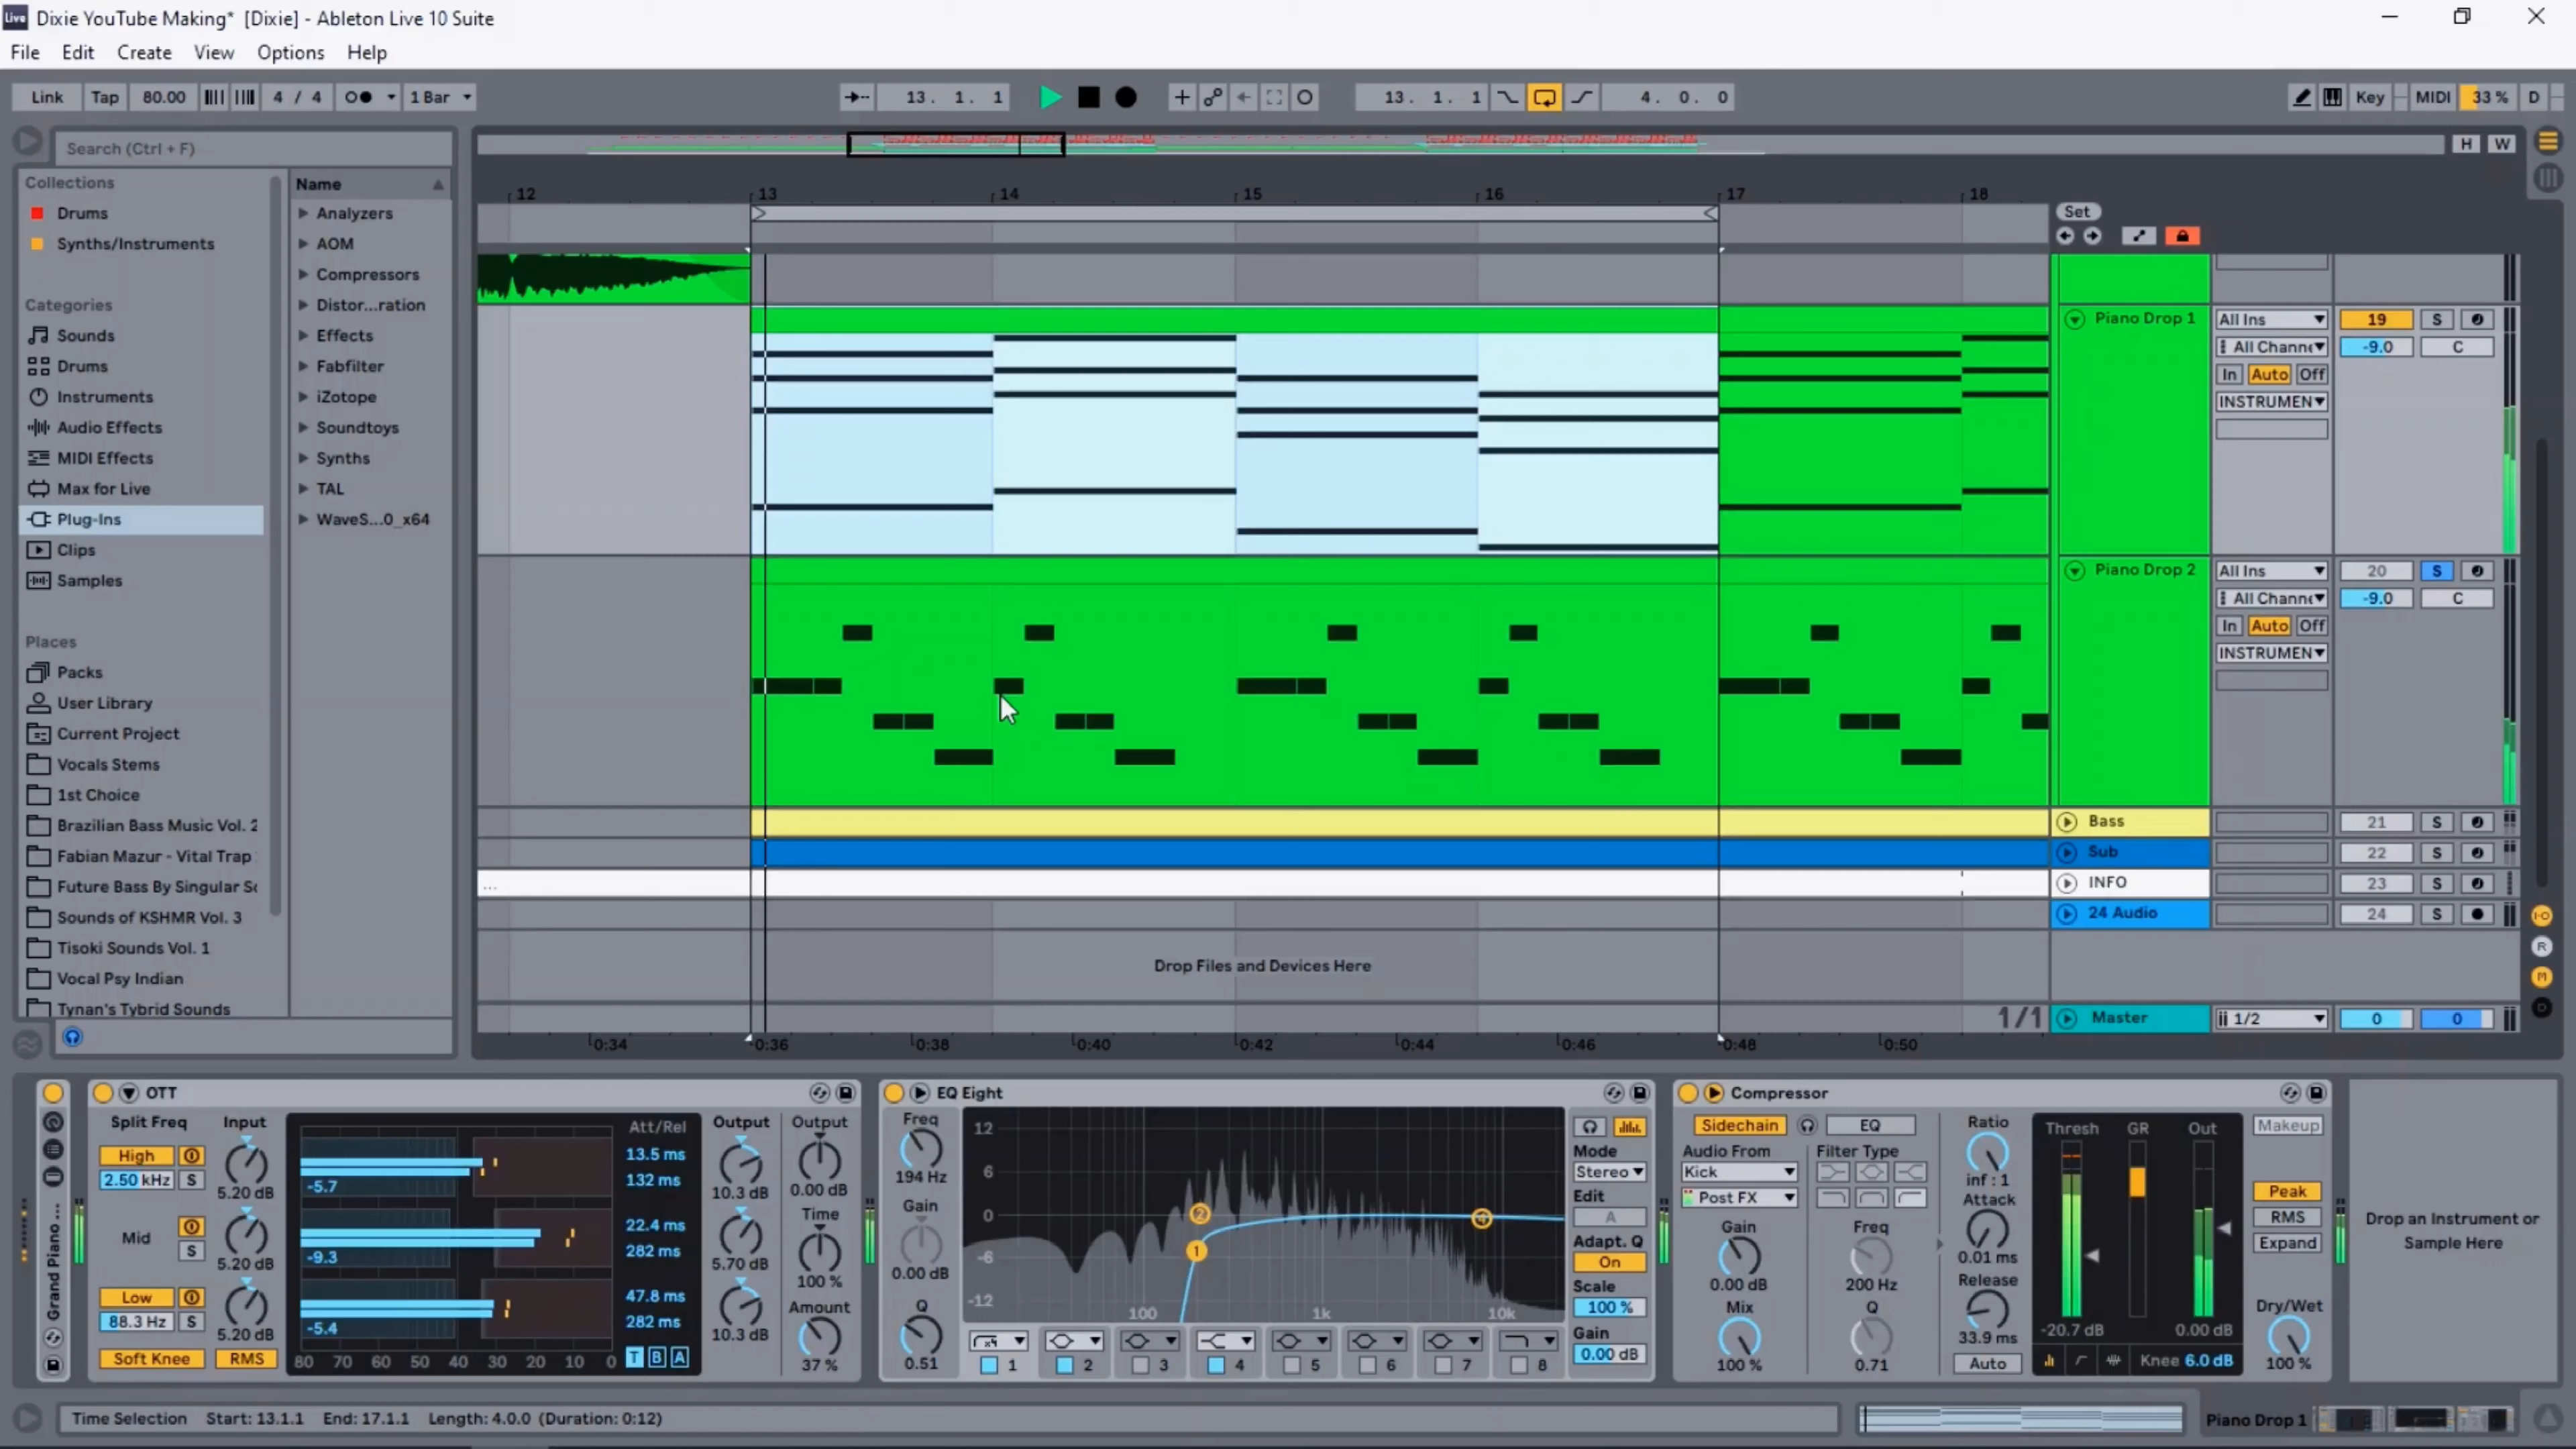 Live Dixie YouTube Making* [Dixie] - Ableton Live 10 Suite
File Edit Create View Options Help
Link Tap 80.00 4 / 4 1 Bar 13. 1. 1 13. 1. 1 4. 0. 0 Key MIDI 33 % D
Search (Ctrl + F) H W
12 13 14 15 16 17 18
Collections
Drums
Synths/Instruments
Categories
Sounds
Drums
Instruments
Audio Effects
MIDI Effects
Max for Live
Plug-Ins
Clips
Samples
Places
Packs
User Library
Current Project
Vocals Stems
1st Choice
Brazilian Bass Music Vol. 2
Fabian Mazur - Vital Trap
Future Bass By Singular So
Sounds of KSHMR Vol. 3
Tisoki Sounds Vol. 1
Vocal Psy Indian
Tynan's Tybrid Sounds
Name
Analyzers
AOM
Compressors
Distor...ration
Effects
Fabfilter
iZotope
Soundtoys
Synths
TAL
WaveS...0_x64
Set
Piano Drop 1 All Ins 19 S
All Channe -9.0 C
In Auto Off
INSTRUMEN
Piano Drop 2 All Ins 20 S
All Channe -9.0 C
In Auto Off
INSTRUMEN
Bass 21 S
Sub 22 S
... INFO 23 S
24 Audio 24 S
I-O
R
M
D
Drop Files and Devices Here
1/1 Master 1/2 0 0
0:34 0:36 0:38 0:40 0:42 0:44 0:46 0:48 0:50
Grand Piano ...
OTT
Split Freq Input Att/Rel Output Output
High 13.5 ms
2.50 kHz S 5.20 dB -5.7 132 ms 10.3 dB 0.00 dB
Mid 22.4 ms Time
S 5.20 dB -9.3 282 ms 5.70 dB 100 %
Low 47.8 ms Amount
88.3 Hz S 5.20 dB -5.4 282 ms 10.3 dB
Soft Knee RMS 80 70 60 50 40 30 20 10 0 T B A 37 %
EQ Eight
Freq 194 Hz
Gain 0.00 dB
Q 0.51
12
6
0
-6
-12
100 1k 10k
1 2 4
x4
1 2 3 4 5 6 7 8
Mode
Stereo
Edit
A
Adapt. Q
On
Scale
100 %
Gain
0.00 dB
Compressor
Sidechain EQ
Audio From Filter Type
Kick
Post FX
Gain Freq
0.00 dB 200 Hz
Mix Q
100 % 0.71
Ratio
inf : 1
Attack
0.01 ms
Release
33.9 ms
Auto
Thresh GR Out
-20.7 dB 0.00 dB
Knee 6.0 dB
Makeup
Peak
RMS
Expand
Dry/Wet
100 %
Drop an Instrument or
Sample Here
Time Selection Start: 13.1.1 End: 17.1.1 Length: 4.0.0 (Duration: 0:12) Piano Drop 1